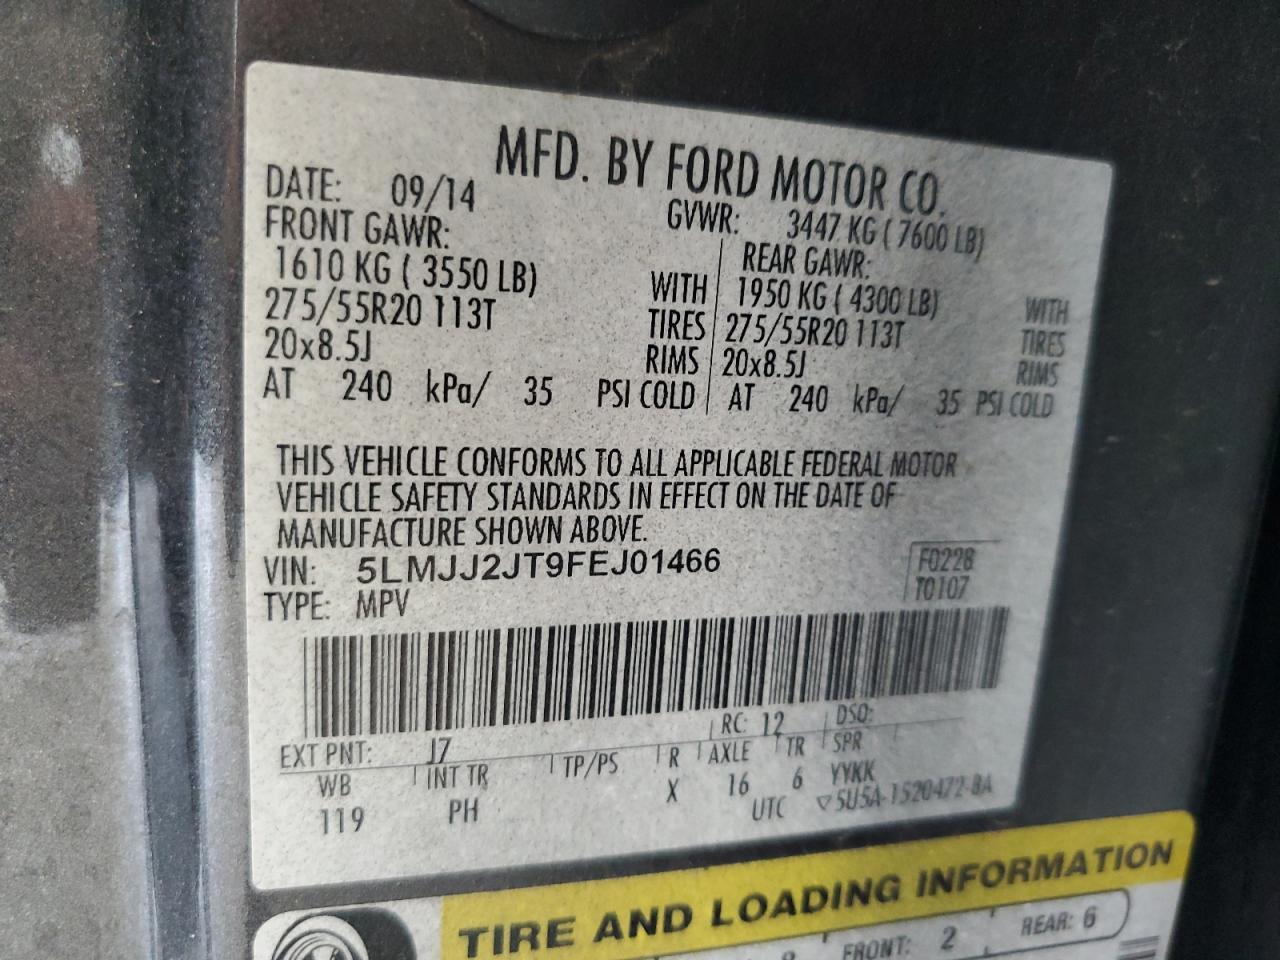 MFD. BY FORD MOTOR CO.
DATE: 09/14
GVWR: 3447 KG ( 7600 LB)
FRONT GAWR:
REAR GAWR:
1610 KG ( 3550 LB) WITH
1950 KG ( 4300 LB) WITH
275/55R20 113T TIRES
275/55R20 113T TIRES
20x8.5J RIMS
20x8.5J RIMS
AT 240 kPa/ 35 PSI COLD
AT 240 kPa/ 35 PSI COLD
THIS VEHICLE CONFORMS TO ALL APPLICABLE FEDERAL MOTOR
VEHICLE SAFETY STANDARDS IN EFFECT ON THE DATE OF
MANUFACTURE SHOWN ABOVE.
VIN: 5LMJJ2JT9FEJ01466
F0228
TYPE: MPV
T0107
EXT PNT: J7 RC: 12 DSO:
WB INT TR TP/PS R AXLE TR SPR
119 PH X 16 6 YYKK
UTC ▽5U5A-1520472-BA
TIRE AND LOADING INFORMATION
FRONT: 2 REAR: 6